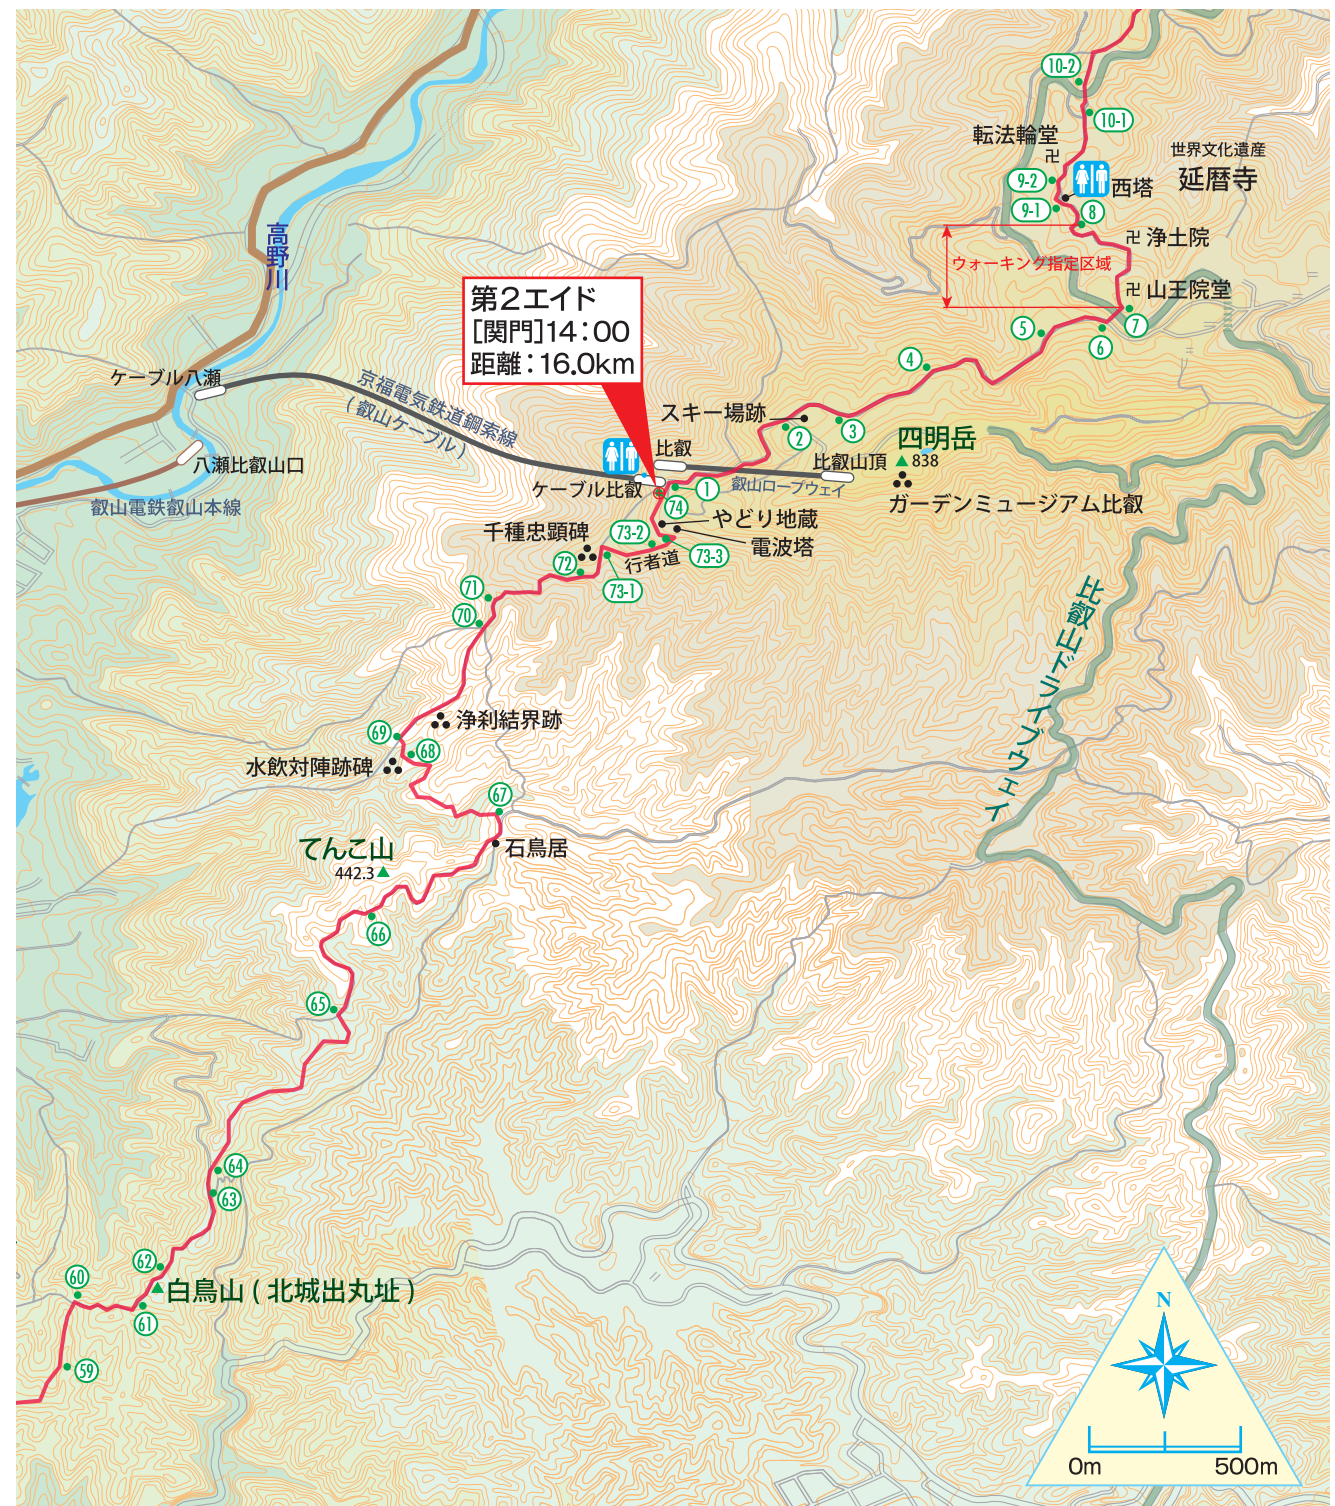 10-2
10-1
転法輪堂
卍
世界文化遺産
延暦寺
9-2
西塔
9-1
8
卍 浄土院
高野川
ウォーキング指定区域
卍 山王院堂
第2エイド
[関門]14:00
距離:16.0km
7
5
6
4
ケーブル八瀬
京福電気鉄道鋼索線
(叡山ケーブル)
スキー場跡
3
2
四明岳
838
比叡
比叡山頂
八瀬比叡山口
叡山電鉄叡山本線
ケーブル比叡
1
叡山ロープウェイ
ガーデンミュージアム比叡
74
やどり地蔵
千種忠顕碑
73-2
電波塔
73-3
行者道
72
73-1
71
70
比叡山ドライブウェイ
浄刹結界跡
69
68
水飲対陣跡碑
67
てんこ山
442.3
石鳥居
66
65
64
63
62
60
白鳥山(北城出丸址)
61
59
N
0m
500m